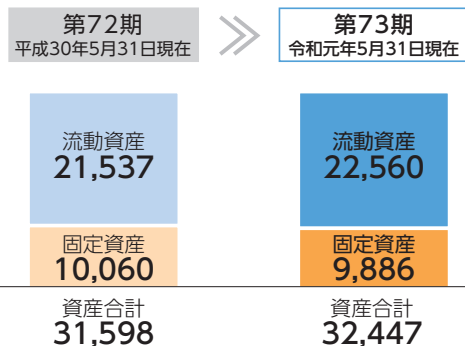 第72期
平成30年5月31日現在
第73期
令和元年5月31日現在
流動資産
21,537
流動資産
22,560
固定資産
10,060
固定資産
9,886
資産合計
31,598
資産合計
32,447